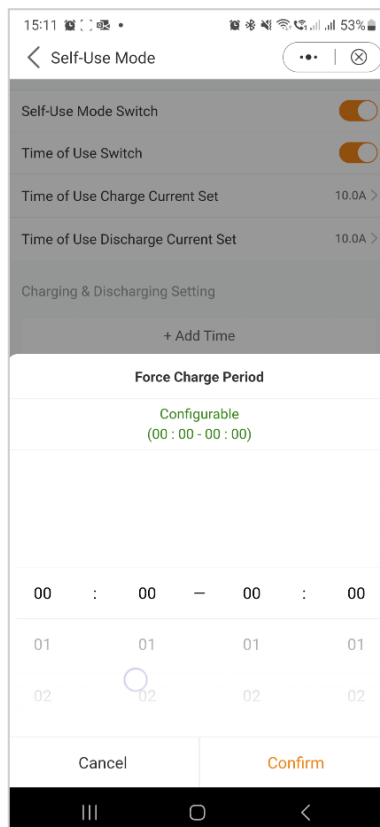 15:11 53%
Self-Use Mode
Self-Use Mode Switch
Time of Use Switch
Time of Use Charge Current Set 10.0A >
Time of Use Discharge Current Set 10.0A >
Charging & Discharging Setting
+ Add Time
Force Charge Period
Configurable
(00 : 00 - 00 : 00)
00 : 00 — 00 : 00
01 01 01 01
02 02 02 02
Cancel Confirm